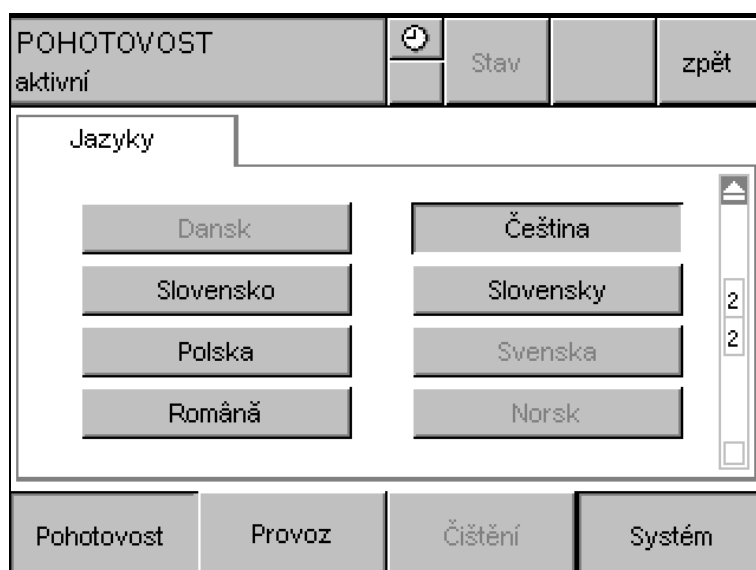 POHOTOVOST
aktivní
Stav
zpět
Jazyky
Dansk
Čeština
Slovensko
Slovensky
Polska
Svenska
Română
Norsk
2
2
Pohotovost
Provoz
Čištění
Systém